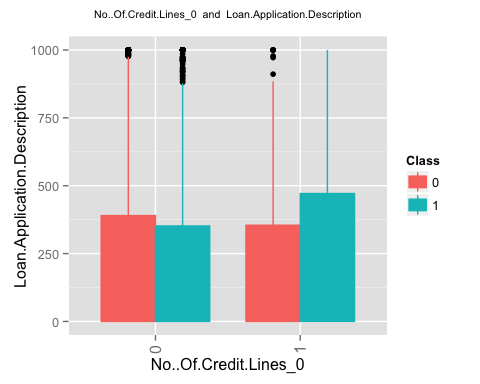 No..Of.Credit.Lines_0 and Loan.Application.Description
1000
750
500
250
0
Loan.Application.Description
0
1
No..Of.Credit.Lines_0
Class
0
1